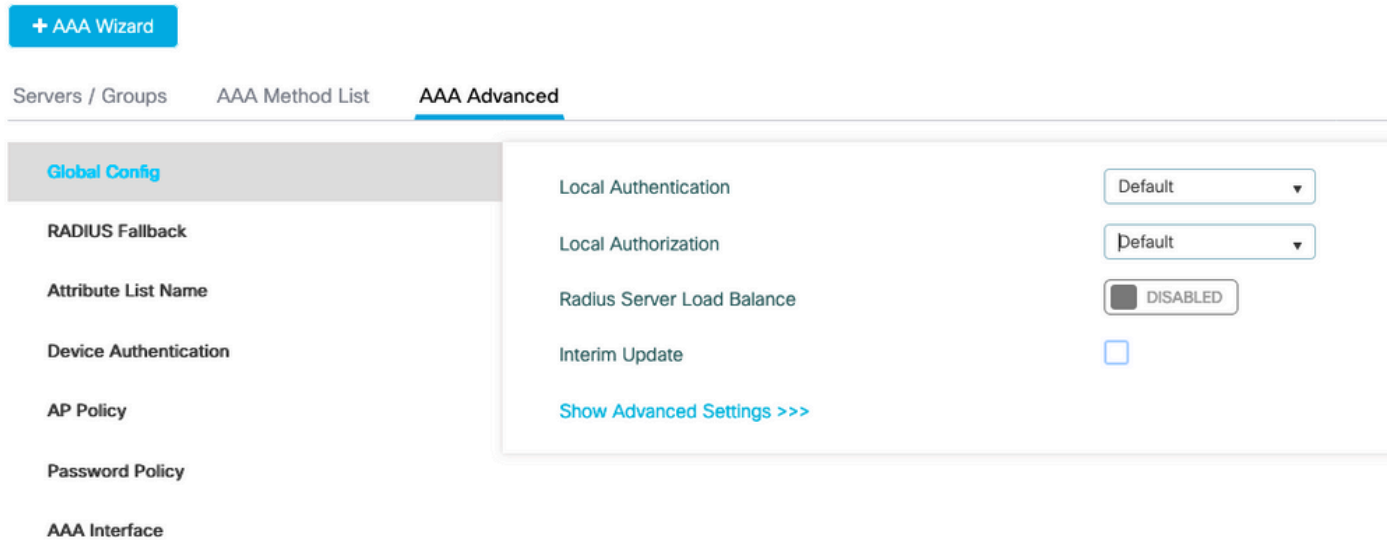 + AAA Wizard
Servers / Groups AAA Method List AAA Advanced
Global Config
RADIUS Fallback
Attribute List Name
Device Authentication
AP Policy
Password Policy
AAA Interface
Local Authentication Default
Local Authorization Default
Radius Server Load Balance DISABLED
Interim Update
Show Advanced Settings >>>